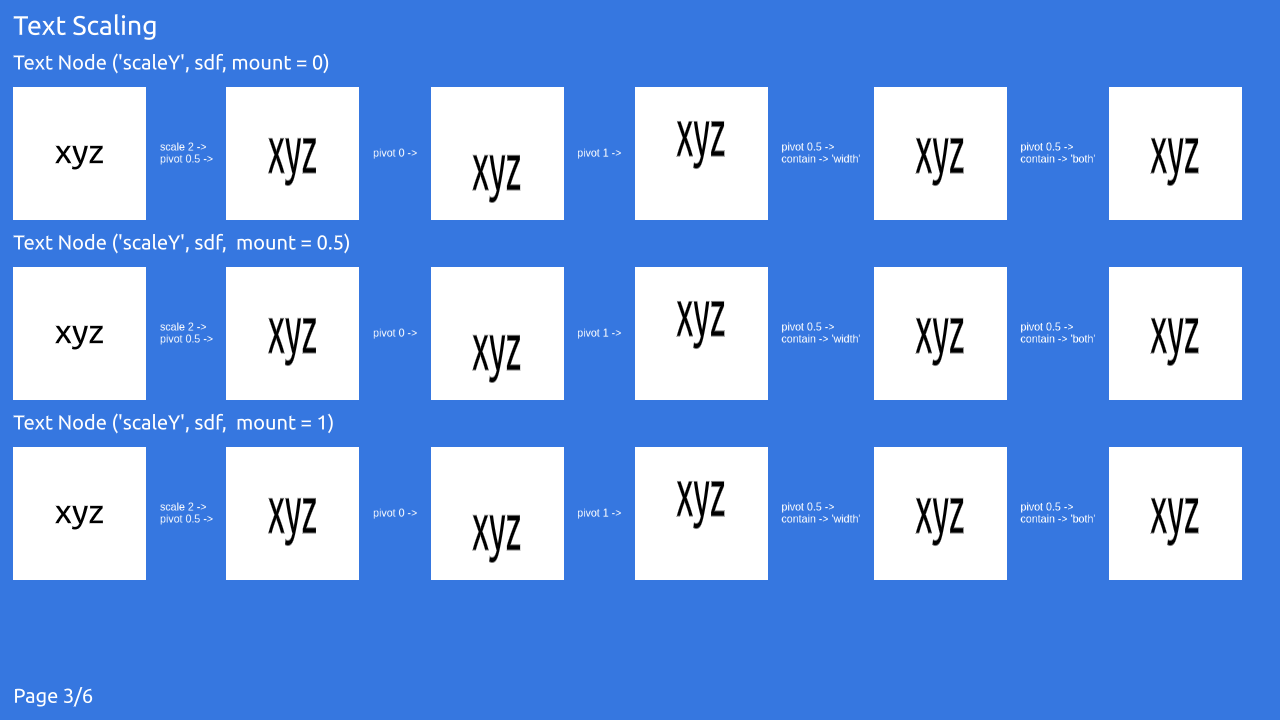 Text Scaling
Text Node ('scaleY', sdf, mount = 0)
xyz
scale 2 ->
pivot 0.5 ->
xyz
pivot 0 ->
xyz
pivot 1 ->
xyz
pivot 0.5 ->
contain -> 'width'
xyz
pivot 0.5 ->
contain -> 'both'
xyz
Text Node ('scaleY', sdf,  mount = 0.5)
xyz
scale 2 ->
pivot 0.5 ->
xyz
pivot 0 ->
xyz
pivot 1 ->
xyz
pivot 0.5 ->
contain -> 'width'
xyz
pivot 0.5 ->
contain -> 'both'
xyz
Text Node ('scaleY', sdf,  mount = 1)
xyz
scale 2 ->
pivot 0.5 ->
xyz
pivot 0 ->
xyz
pivot 1 ->
xyz
pivot 0.5 ->
contain -> 'width'
xyz
pivot 0.5 ->
contain -> 'both'
xyz
Page 3/6